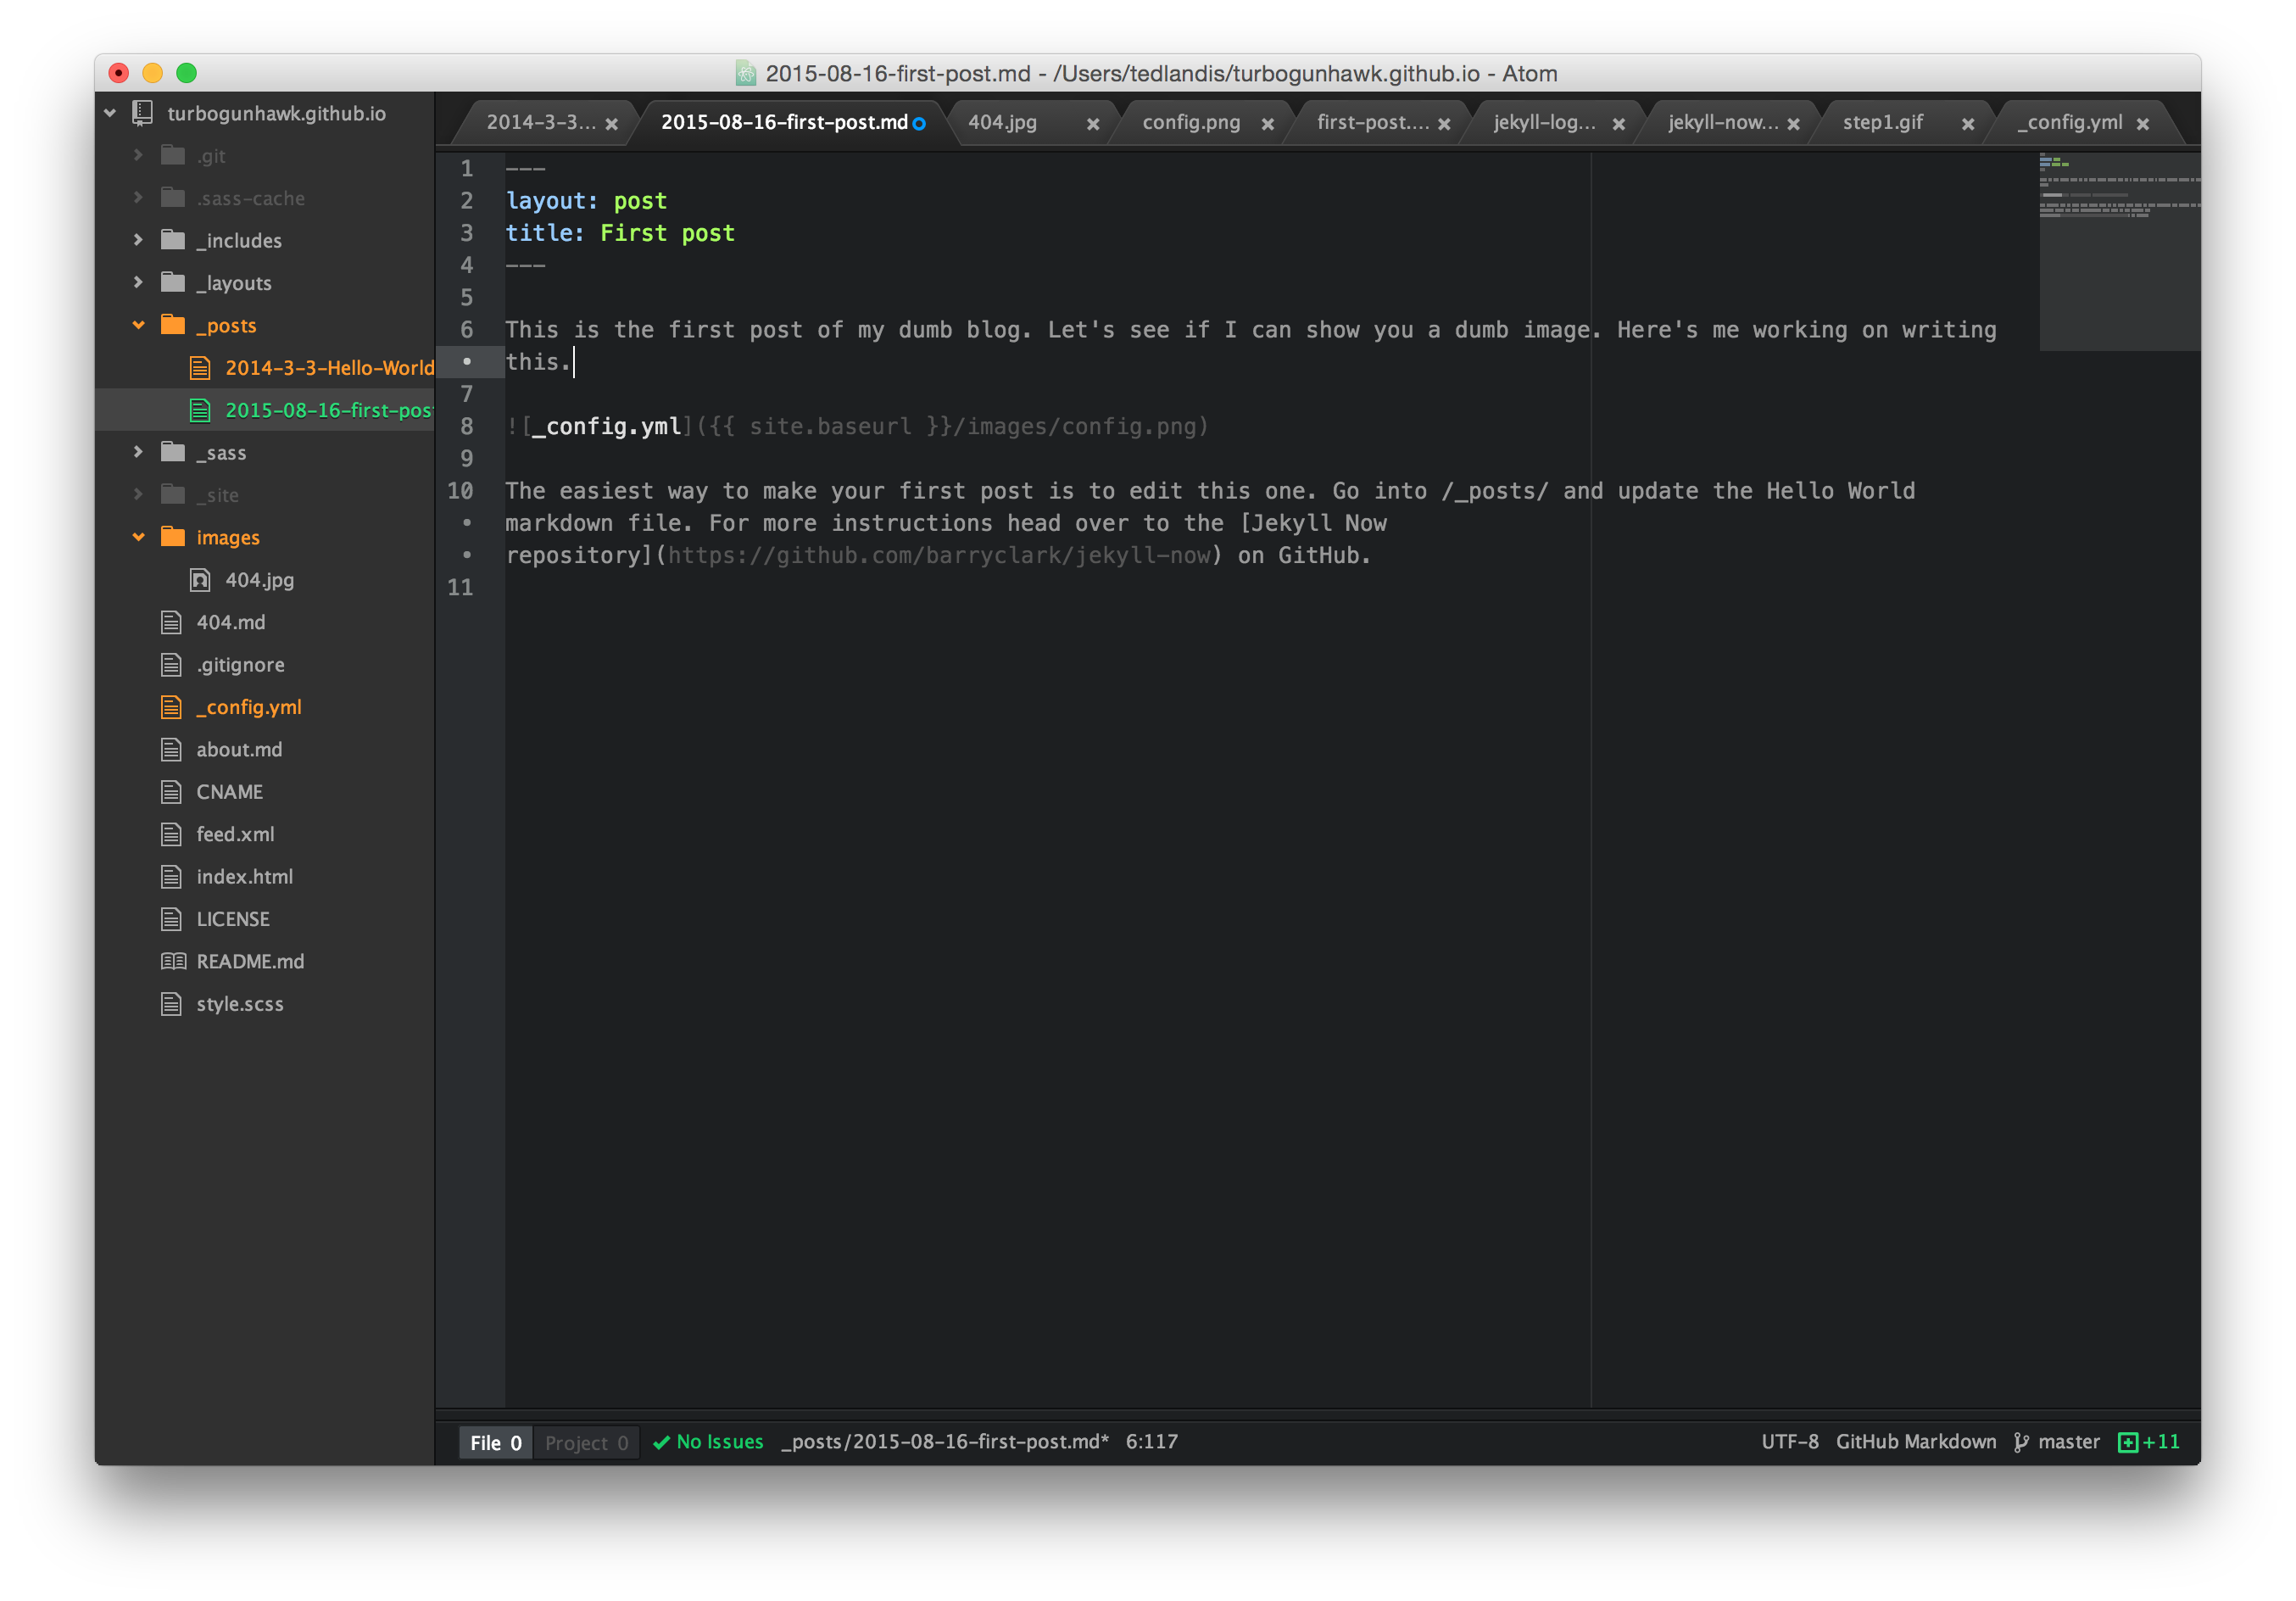 2015-08-16-first-post.md - /Users/tedlandis/turbogunhawk.github.io - Atom
turbogunhawk.github.io
.git
.sass-cache
_includes
_layouts
_posts
2014-3-3-Hello-World
2015-08-16-first-pos
_sass
_site
images
404.jpg
404.md
.gitignore
_config.yml
about.md
CNAME
feed.xml
index.html
LICENSE
README.md
style.scss
2014-3-3... 2015-08-16-first-post.md 404.jpg config.png first-post.... jekyll-log... jekyll-now... step1.gif _config.yml
1 ---
2 layout: post
3 title: First post
4 ---
5
6 This is the first post of my dumb blog. Let's see if I can show you a dumb image. Here's me working on writing
• this.
7
8 ![_config.yml]({{ site.baseurl }}/images/config.png)
9
10 The easiest way to make your first post is to edit this one. Go into /_posts/ and update the Hello World
• markdown file. For more instructions head over to the [Jekyll Now
• repository](https://github.com/barryclark/jekyll-now) on GitHub.
11
File 0 Project 0 No Issues _posts/2015-08-16-first-post.md* 6:117 UTF-8 GitHub Markdown master +11